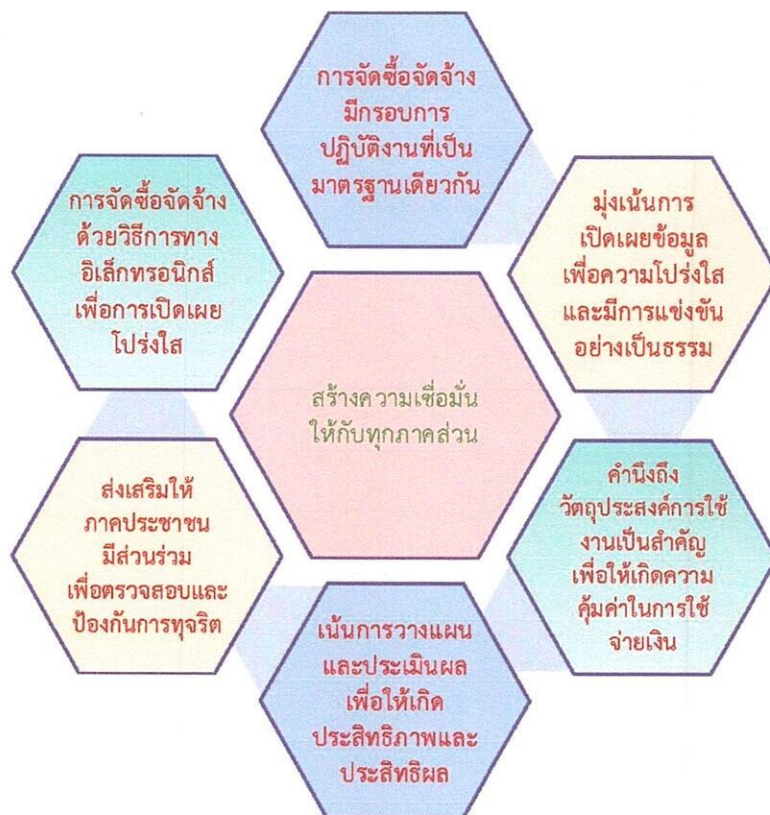 การจัดซื้อจัดจ้าง
มีกรอบการ
ปฏิบัติงานที่เป็น
มาตรฐานเดียวกัน
มุ่งเน้นการ
เปิดเผยข้อมูล
เพื่อความโปร่งใส
และมีการแข่งขัน
อย่างเป็นธรรม
คำนึงถึง
วัตถุประสงค์การใช้
งานเป็นสำคัญ
เพื่อให้เกิดความ
คุ้มค่าในการใช้
จ่ายเงิน
เน้นการวางแผน
และประเมินผล
เพื่อให้เกิด
ประสิทธิภาพและ
ประสิทธิผล
ส่งเสริมให้
ภาคประชาชน
มีส่วนร่วม
เพื่อตรวจสอบและ
ป้องกันการทุจริต
การจัดซื้อจัดจ้าง
ด้วยวิธีการทาง
อิเล็กทรอนิกส์
เพื่อการเปิดเผย
โปร่งใส
สร้างความเชื่อมั่น
ให้กับทุกภาคส่วน